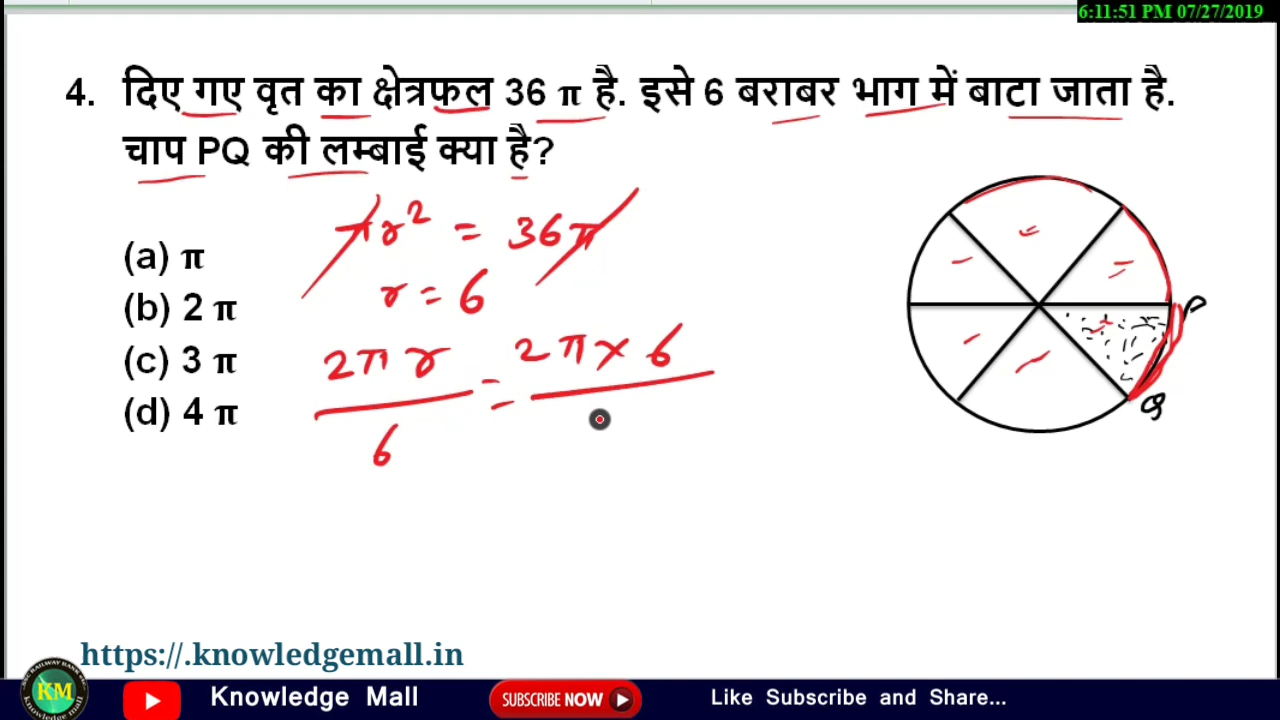 6:11:51 PM 07/27/2019
4. दिए गए वृत का क्षेत्रफल 36 π है. इसे 6 बराबर भाग में बाटा जाता है.
चाप PQ की लम्बाई क्या है?
πr² = 36π
(a) π
r = 6
(b) 2 π
P
2πr / 6 = 2π × 6
(c) 3 π
(d) 4 π
Q
https://.knowledgemall.in
KM
Knowledge Mall
SUBSCRIBE NOW
Like Subscribe and Share...